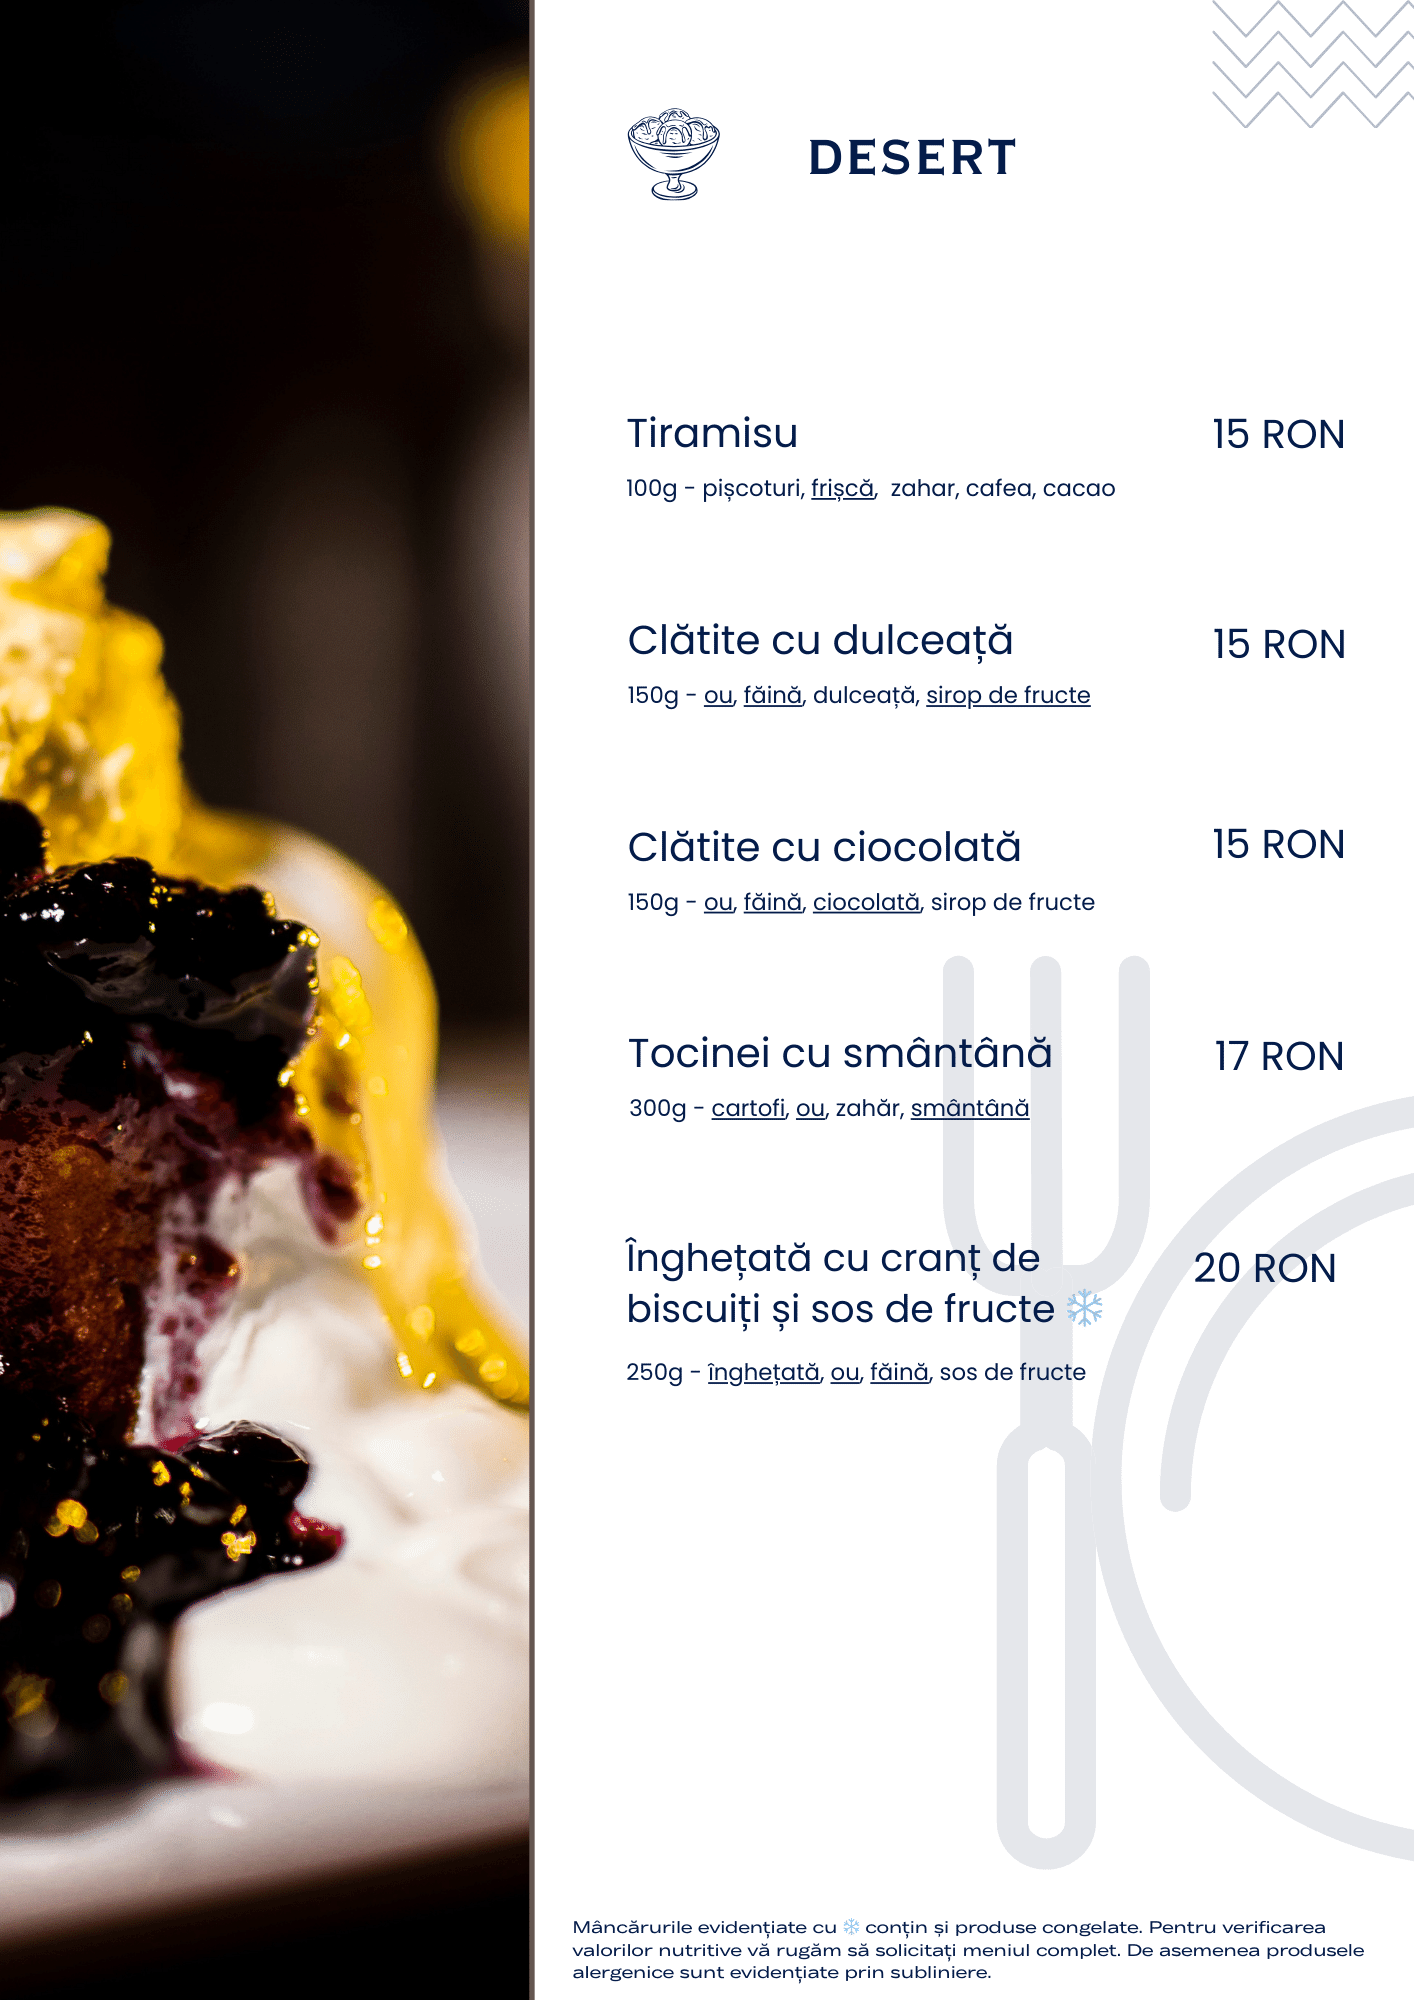 DESERT
Tiramisu 15 RON
100g - pișcoturi, frișcă,  zahar, cafea, cacao
Clătite cu dulceață 15 RON
150g - ou, făină, dulceață, sirop de fructe
Clătite cu ciocolată 15 RON
150g - ou, făină, ciocolată, sirop de fructe
Tocinei cu smântână 17 RON
300g - cartofi, ou, zahăr, smântână
Înghețată cu cranț de 20 RON
biscuiți și sos de fructe ❄
250g - înghețată, ou, făină, sos de fructe
Mâncărurile evidențiate cu ❄ conțin și produse congelate. Pentru verificarea
valorilor nutritive vă rugăm să solicitați meniul complet. De asemenea produsele
alergenice sunt evidențiate prin subliniere.